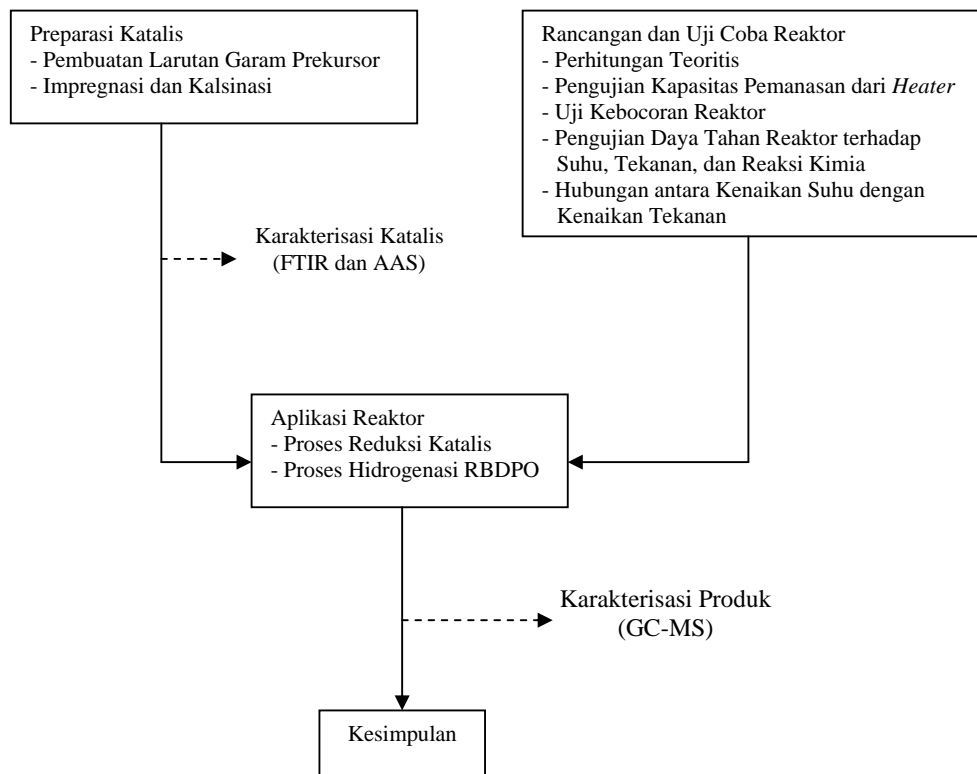 Preparasi Katalis
- Pembuatan Larutan Garam Prekursor
- Impregnasi dan Kalsinasi
Rancangan dan Uji Coba Reaktor
- Perhitungan Teoritis
- Pengujian Kapasitas Pemanasan dari Heater
- Uji Kebocoran Reaktor
- Pengujian Daya Tahan Reaktor terhadap
Suhu, Tekanan, dan Reaksi Kimia
- Hubungan antara Kenaikan Suhu dengan
Kenaikan Tekanan
Karakterisasi Katalis
(FTIR dan AAS)
Aplikasi Reaktor
- Proses Reduksi Katalis
- Proses Hidrogenasi RBDPO
Karakterisasi Produk
(GC-MS)
Kesimpulan